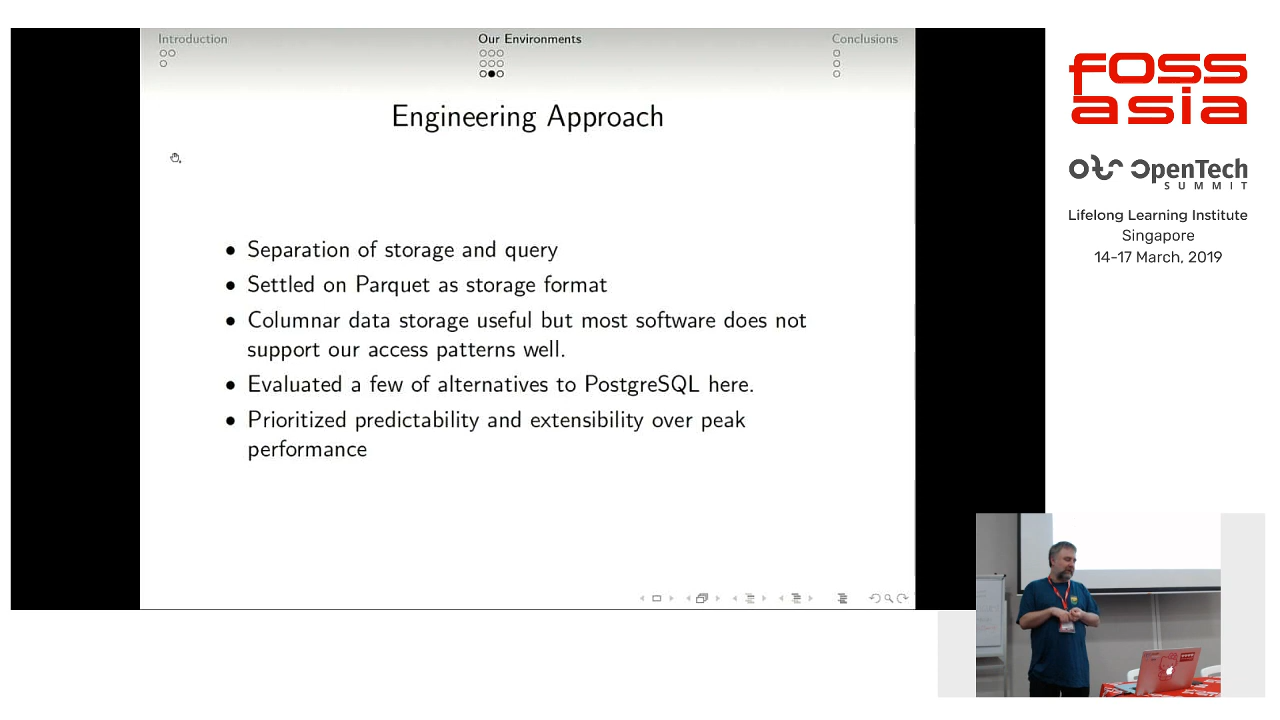 Introduction
Our Environments
Conclusions
Engineering Approach
• Separation of storage and query
• Settled on Parquet as storage format
• Columnar data storage useful but most software does not
support our access patterns well.
• Evaluated a few of alternatives to PostgreSQL here.
• Prioritized predictability and extensibility over peak
performance
FOSS
asia
OpenTech
SUMMIT
Lifelong Learning Institute
Singapore
14-17 March, 2019